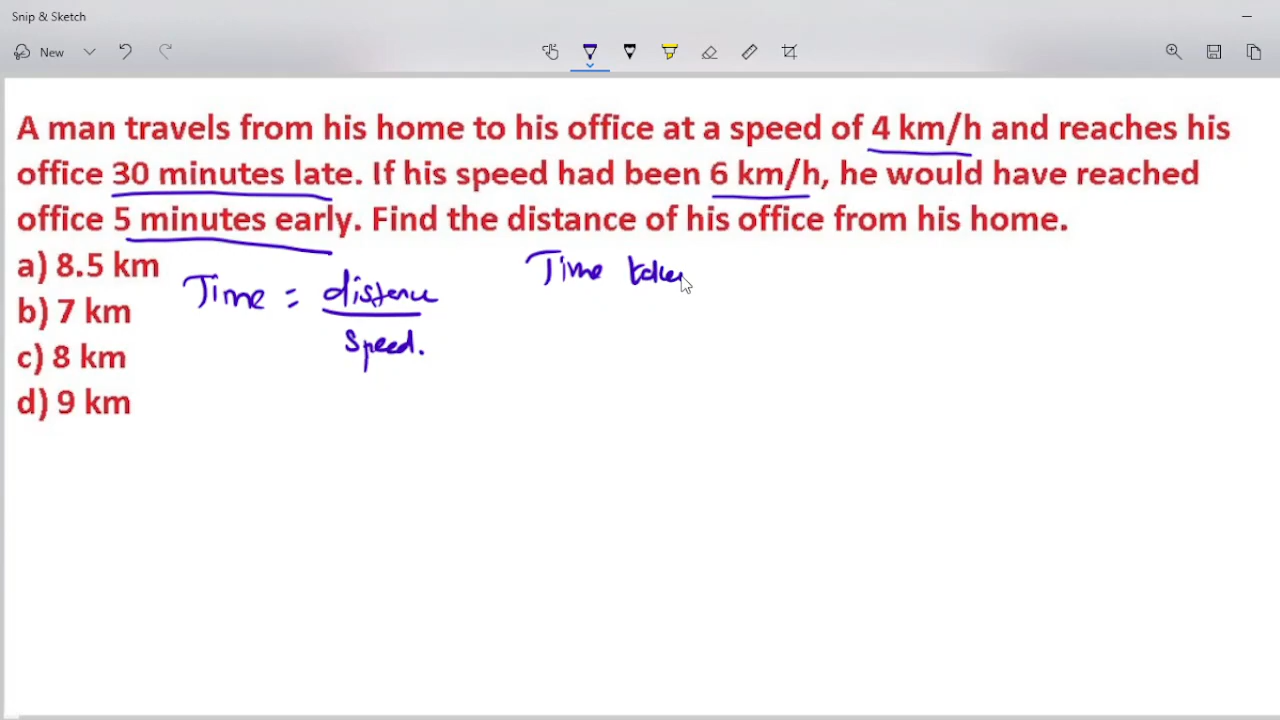 Snip & Sketch
New
A man travels from his home to his office at a speed of 4 km/h and reaches his
office 30 minutes late. If his speed had been 6 km/h, he would have reached
office 5 minutes early. Find the distance of his office from his home.
a) 8.5 km
b) 7 km
c) 8 km
d) 9 km
Time = distance
speed.
Time taken